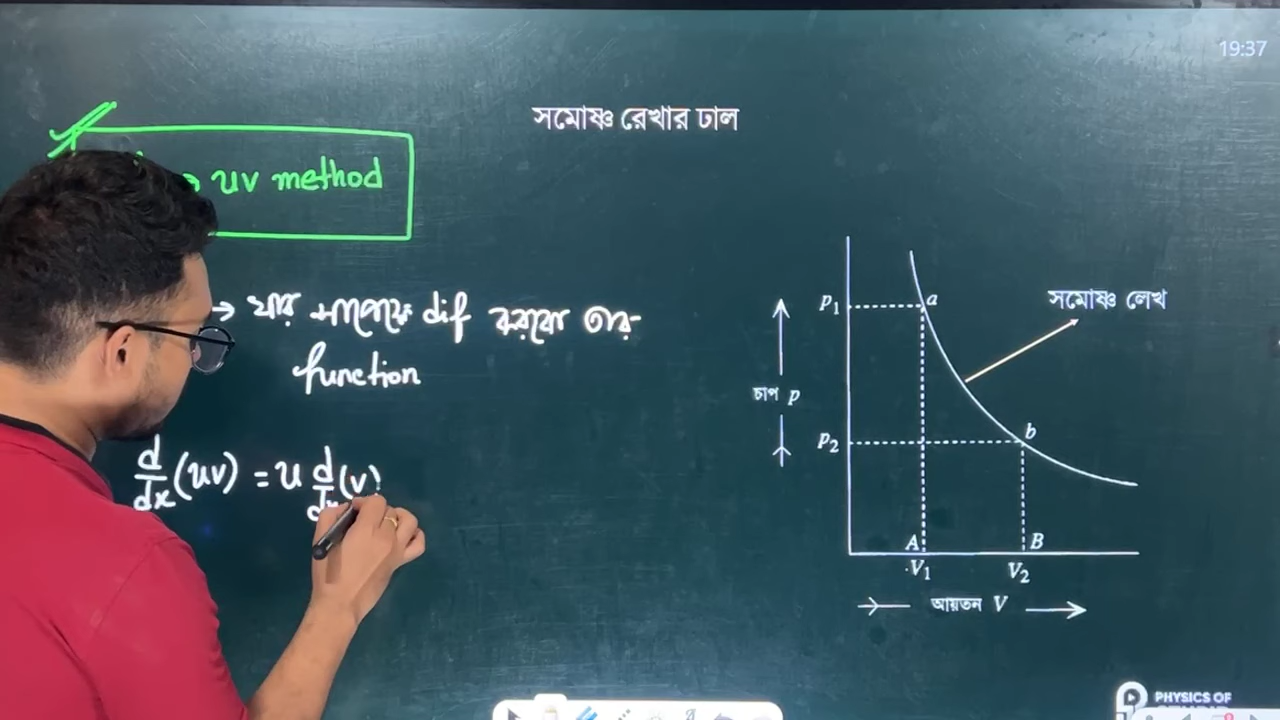 19:37
সমোষ্ণ রেখার ঢাল
uv method
→ যার সাপেক্ষে dif করবো তার
function
d/dx (uv) = u d/dx (v)
p₁
a
সমোষ্ণ লেখ
চাপ p
p₂
b
A
B
V₁
V₂
আয়তন V
PHYSICS OF